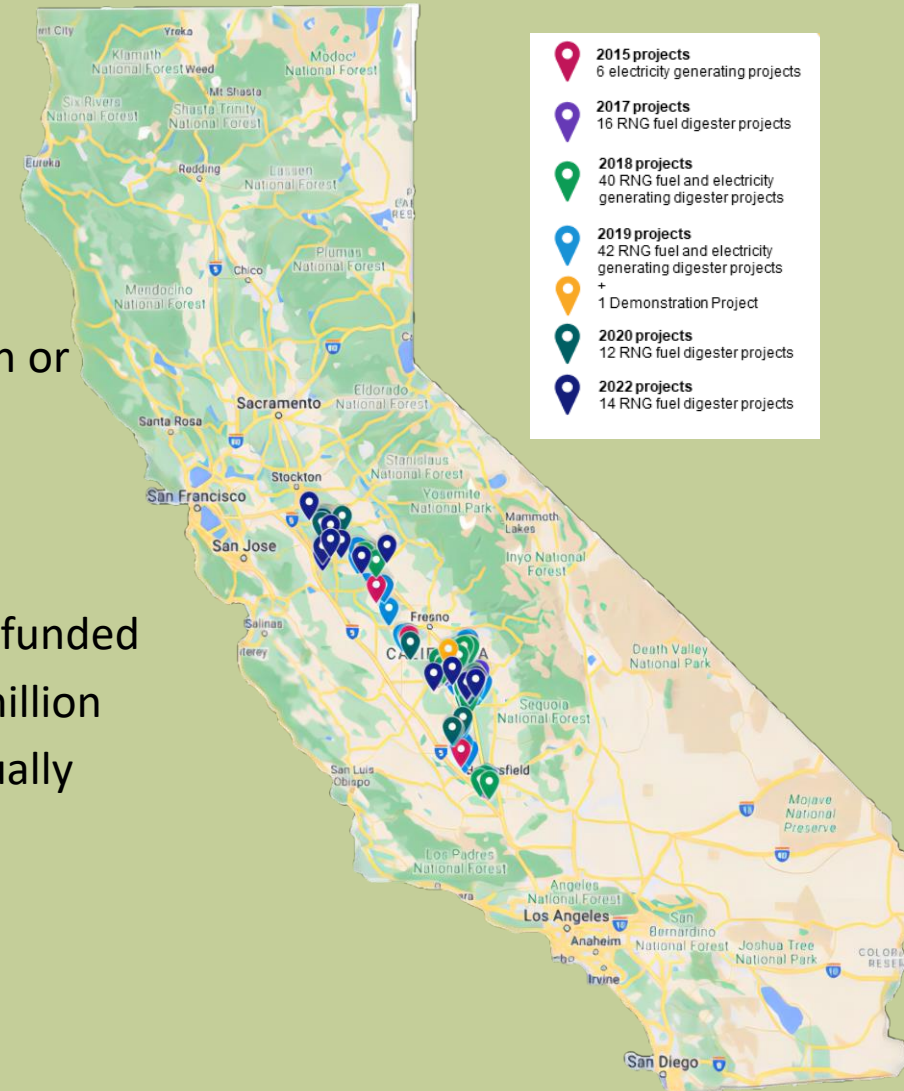 nt City
Yreka
Klamath
National Forest
Weed
Modoc
National Forest
Mt Shasta
Six Rivers
National Forest
Shasta Trinity
National Forest
Eureka
Redding
Lassen
National Forest
Plumas
National Forest
Chico
Mendocino
National Forest
n or
Eldorado
National Forest
Sacramento
Santa Rosa
Stanislaus
National Forest
Stockton
Yosemite
National Park
San Francisco
Mammoth
Lakes
San Jose
Inyo National
Forest
funded
Salinas
Fresno
terey
Death Valley
National Park
nillion
Sequoia
National Forest
ually
San Luis
Obispo
sfield
Mojave
National
Preserve
Los Padres
National Forest
Angeles
National Forest
Los Angeles
San
Bernardino
National Forest
Joshua Tree
National Park
Anaheim
Irvine
San Diego
2015 projects
6 electricity generating projects
2017 projects
16 RNG fuel digester projects
2018 projects
40 RNG fuel and electricity
generating digester projects
2019 projects
42 RNG fuel and electricity
generating digester projects
+
1 Demonstration Project
2020 projects
12 RNG fuel digester projects
2022 projects
14 RNG fuel digester projects